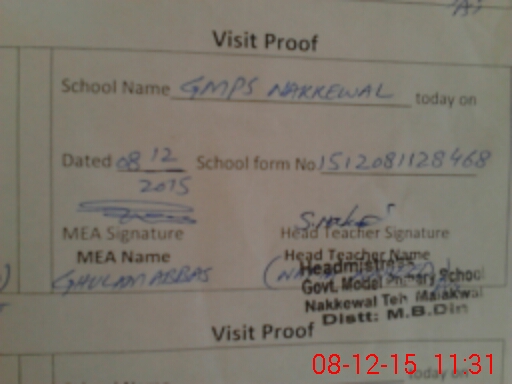 Visit Proof
School Name GMPS NAKKEWAL today on
Dated 08 12 2015 School form No 1512081128468
MEA Signature Head Teacher Signature
MEA Name Head Teacher Name
GHULAM ABBAS
Headmistress
Govt. Model Primary School
Nakkewal Teh Malakwal
Distt: M.B.Din
Visit Proof
08-12-15 11:31
today on